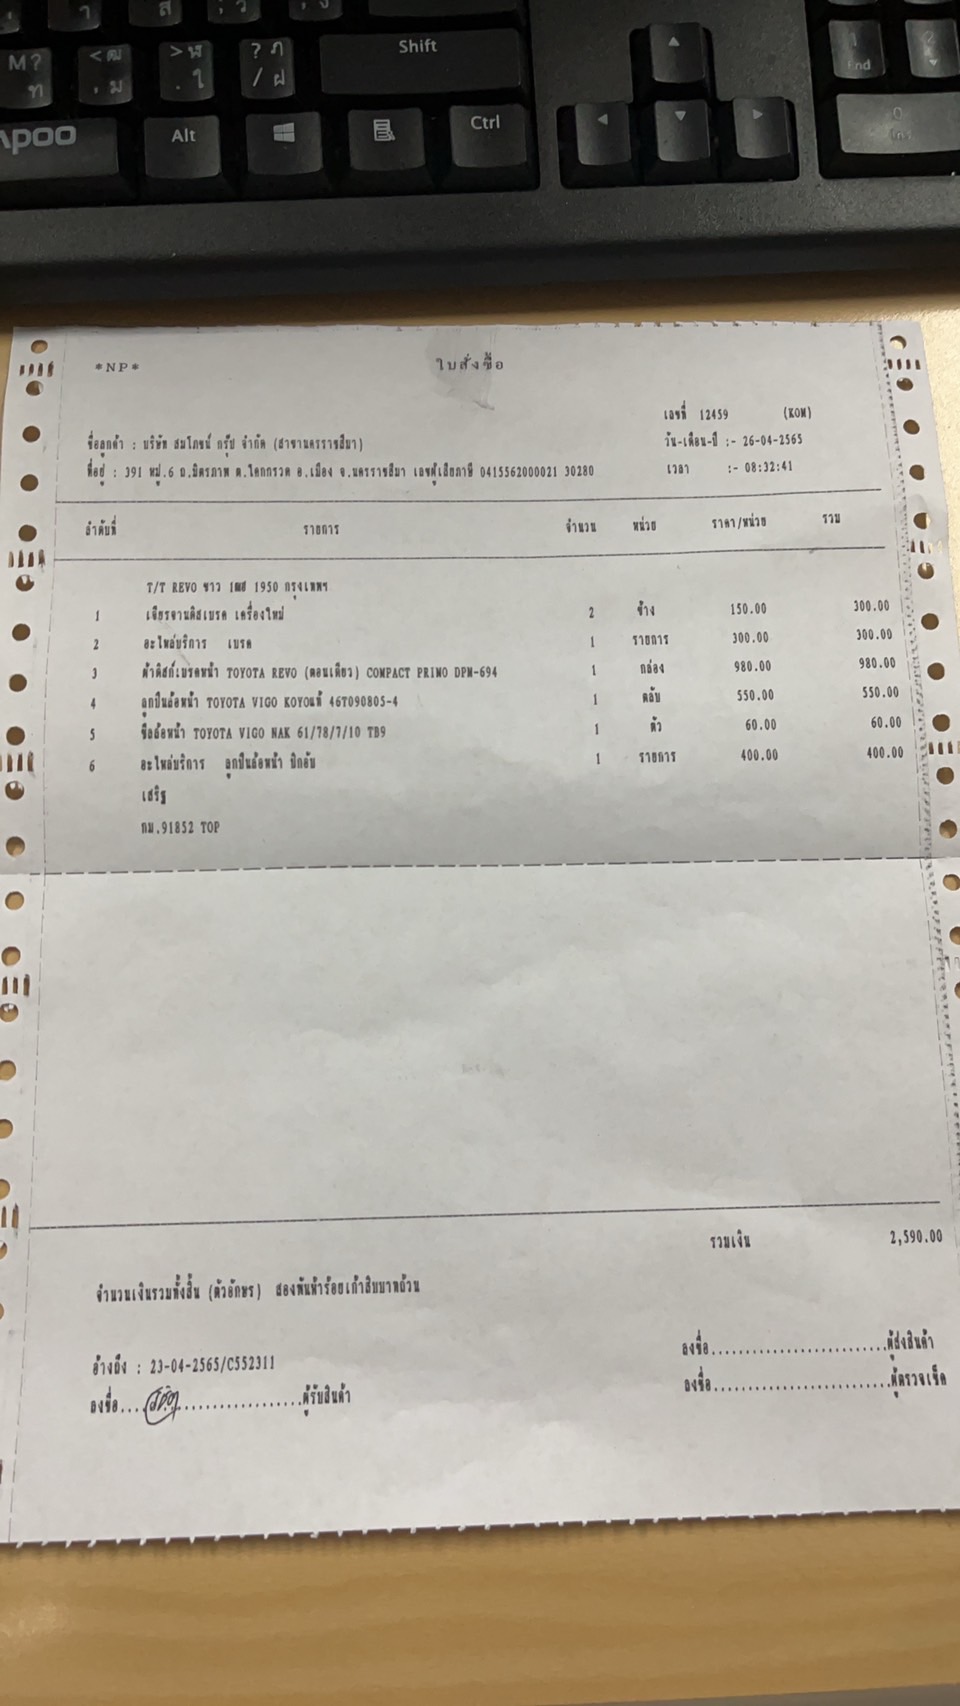 M? ท
< ฒ , ม
> ฬ . ใ
? ฦ / ฝ
Shift
End
Alt
Ctrl
0 Ins
*NP*
ใบสั่งซื้อ
เลขที่ 12459 (KOM)
ชื่อลูกค้า : บริษัท สมโภชน์ กรุ๊ป จำกัด (สาขานครราชสีมา)
วัน-เดือน-ปี :- 26-04-2565
ที่อยู่ : 391 หมู่.6 ถ.มิตรภาพ ต.โคกกรวด อ.เมือง จ.นครราชสีมา เลขผู้เสียภาษี 0415562000021 30280
เวลา :- 08:32:41
ลำดับที่ รายการ จำนวน หน่วย ราคา/หน่วย รวม
T/T REVO ขาว 1ฒส 1950 กรุงเทพฯ
1 เจียรจานดิสเบรค เครื่องใหม่ 2 ข้าง 150.00 300.00
2 อะไหล่บริการ เบรค 1 รายการ 300.00 300.00
3 ผ้าดิสก์เบรคหน้า TOYOTA REVO (ตอนเดียว) COMPACT PRIMO DPM-694 1 กล่อง 980.00 980.00
4 ลูกปืนล้อหน้า TOYOTA VIGO KOYOแท้ 46T090805-4 1 ตลับ 550.00 550.00
5 ซีลล้อหน้า TOYOTA VIGO NAK 61/78/7/10 TB9 1 ตัว 60.00 60.00
6 อะไหล่บริการ ลูกปืนล้อหน้า ปิกอัพ 1 รายการ 400.00 400.00
เสริฐ
กม.91852 TOP
รวมเงิน 2,590.00
จำนวนเงินรวมทั้งสิ้น (ตัวอักษร) สองพันห้าร้อยเก้าสิบบาทถ้วน
ลงชื่อ..........................ผู้ส่งสินค้า
อ้างถึง : 23-04-2565/C552311
ลงชื่อ..........................ผู้ตรวจเช็ค
ลงชื่อ..........................ผู้รับสินค้า